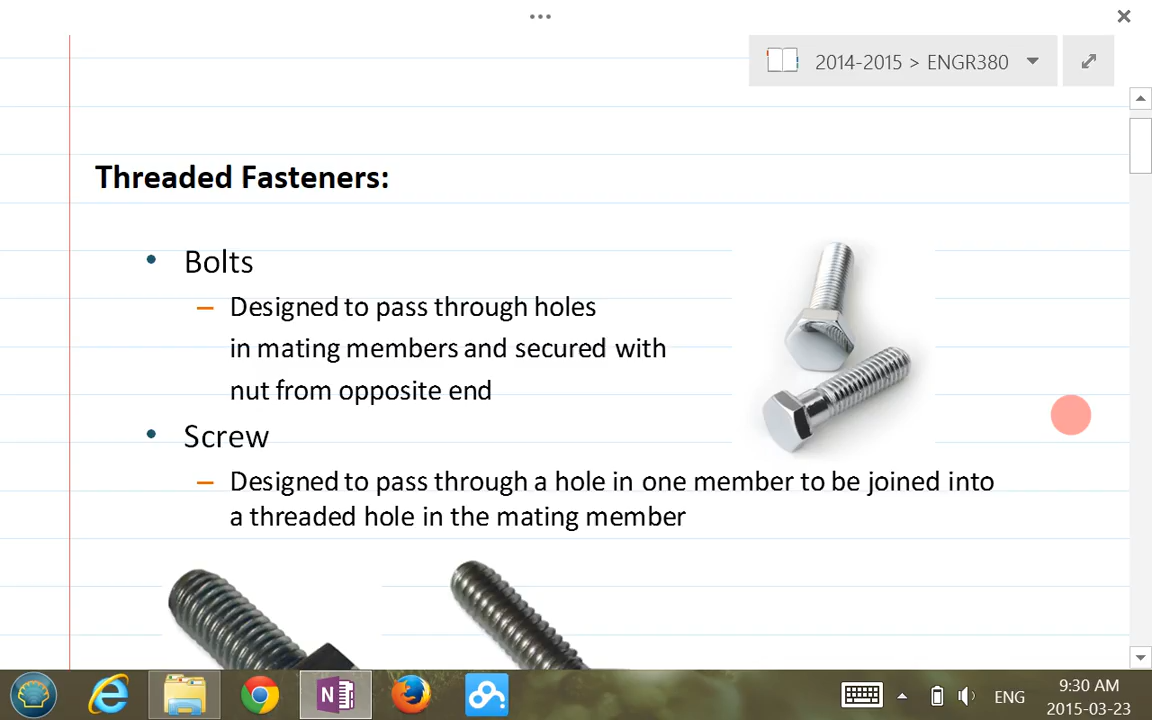 2014-2015 > ENGR380
Threaded Fasteners:
• Bolts
– Designed to pass through holes
in mating members and secured with
nut from opposite end
• Screw
– Designed to pass through a hole in one member to be joined into
a threaded hole in the mating member
N
ENG
9:30 AM
2015-03-23